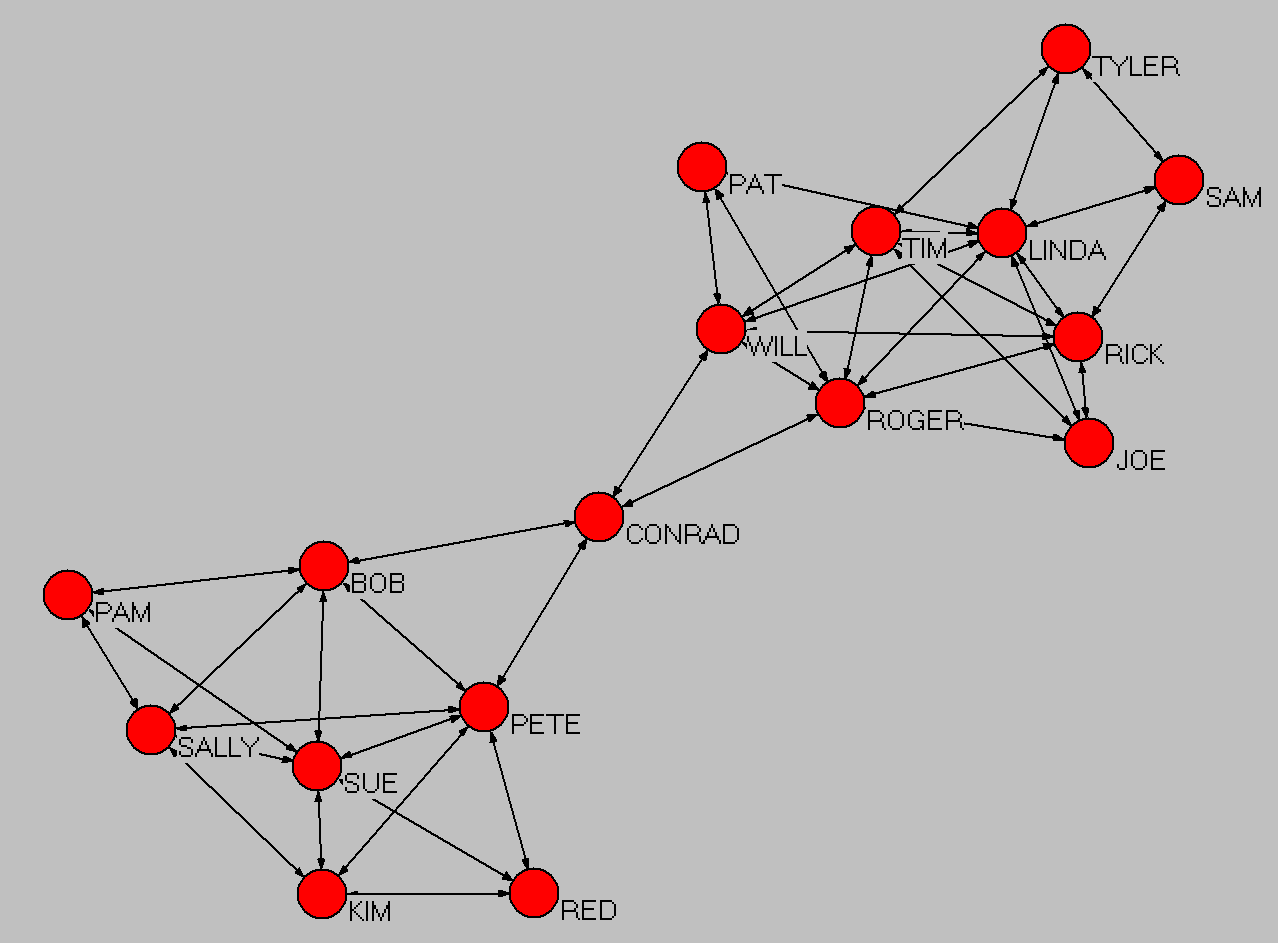 TYLER
PAT
SAM
TIM
LINDA
WILL
RICK
ROGER
JOE
CONRAD
BOB
PAM
PETE
SALLY
SUE
KIM
RED